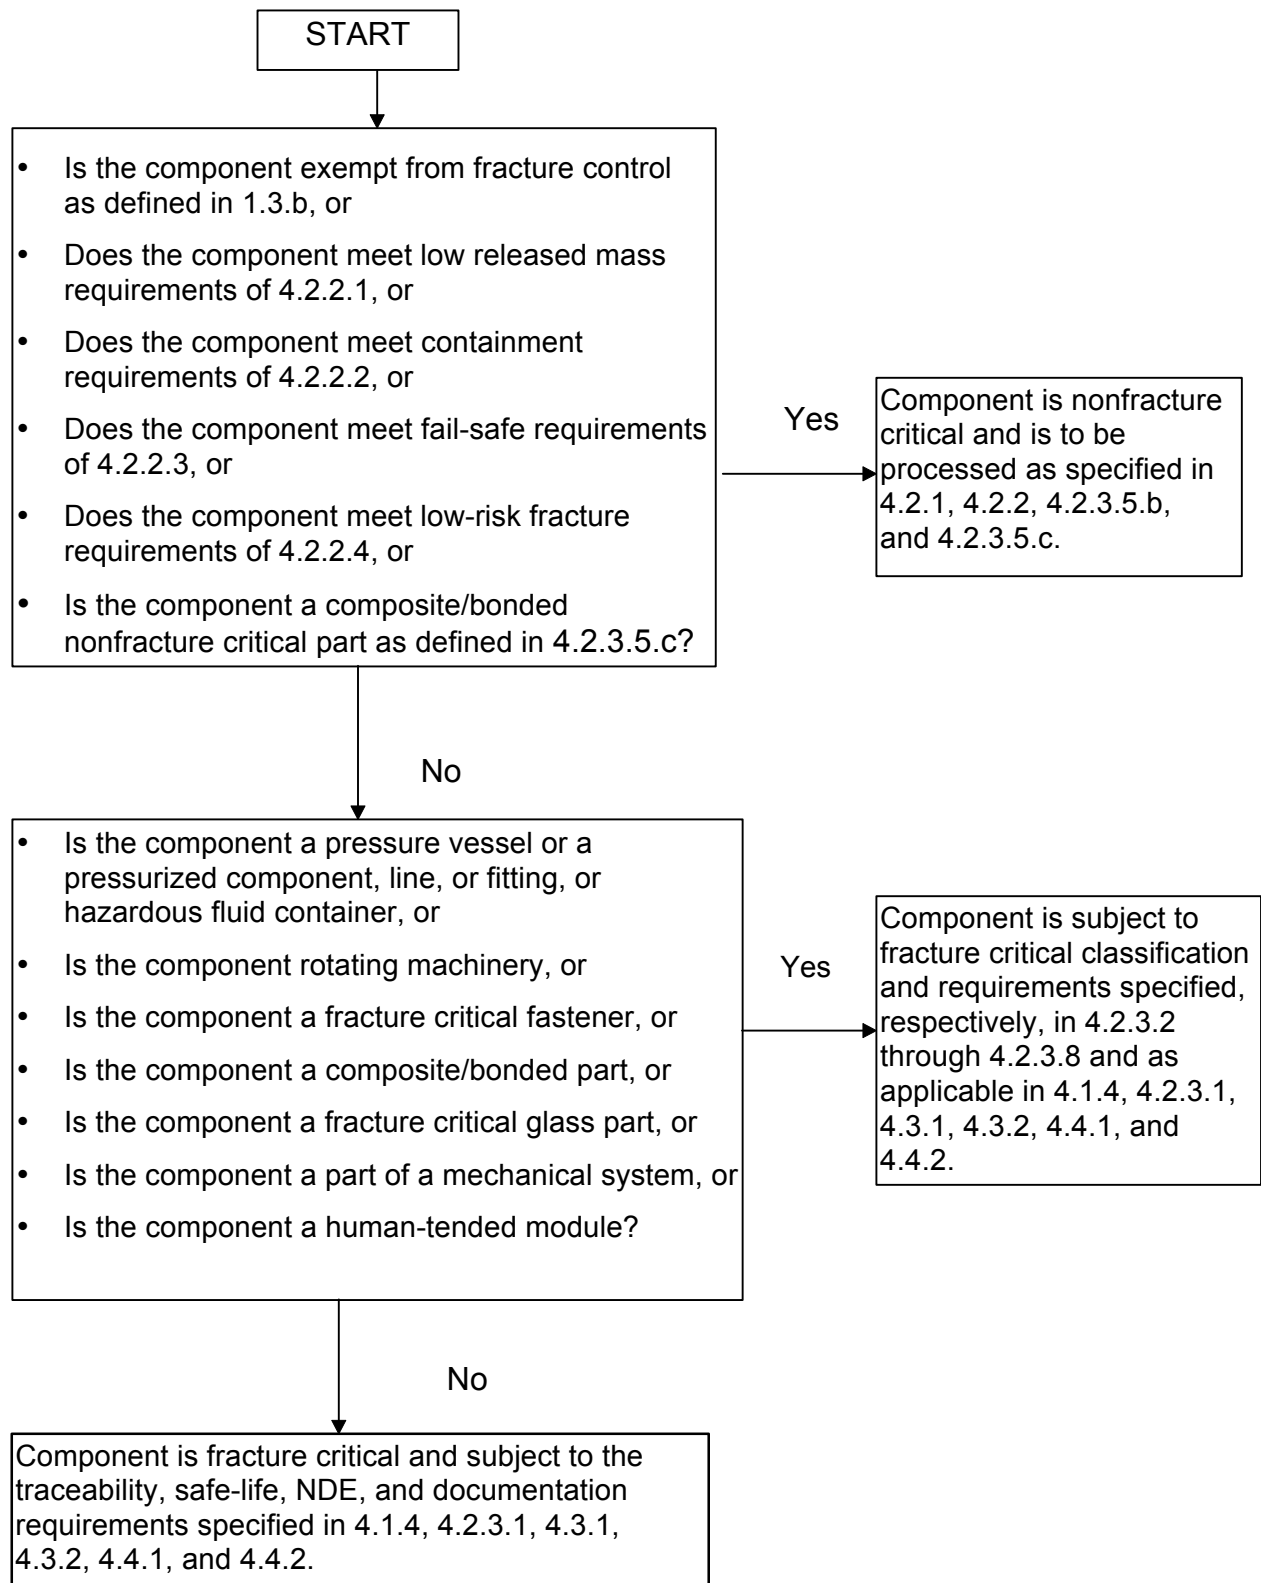 START
• Is the component exempt from fracture control
as defined in 1.3.b, or
• Does the component meet low released mass
requirements of 4.2.2.1, or
• Does the component meet containment
requirements of 4.2.2.2, or
• Does the component meet fail-safe requirements
of 4.2.2.3, or
• Does the component meet low-risk fracture
requirements of 4.2.2.4, or
• Is the component a composite/bonded
nonfracture critical part as defined in 4.2.3.5.c?
Yes
Component is nonfracture
critical and is to be
processed as specified in
4.2.1, 4.2.2, 4.2.3.5.b,
and 4.2.3.5.c.
No
• Is the component a pressure vessel or a
pressurized component, line, or fitting, or
hazardous fluid container, or
• Is the component rotating machinery, or
• Is the component a fracture critical fastener, or
• Is the component a composite/bonded part, or
• Is the component a fracture critical glass part, or
• Is the component a part of a mechanical system, or
• Is the component a human-tended module?
Yes
Component is subject to
fracture critical classification
and requirements specified,
respectively, in 4.2.3.2
through 4.2.3.8 and as
applicable in 4.1.4, 4.2.3.1,
4.3.1, 4.3.2, 4.4.1, and
4.4.2.
No
Component is fracture critical and subject to the
traceability, safe-life, NDE, and documentation
requirements specified in 4.1.4, 4.2.3.1, 4.3.1,
4.3.2, 4.4.1, and 4.4.2.